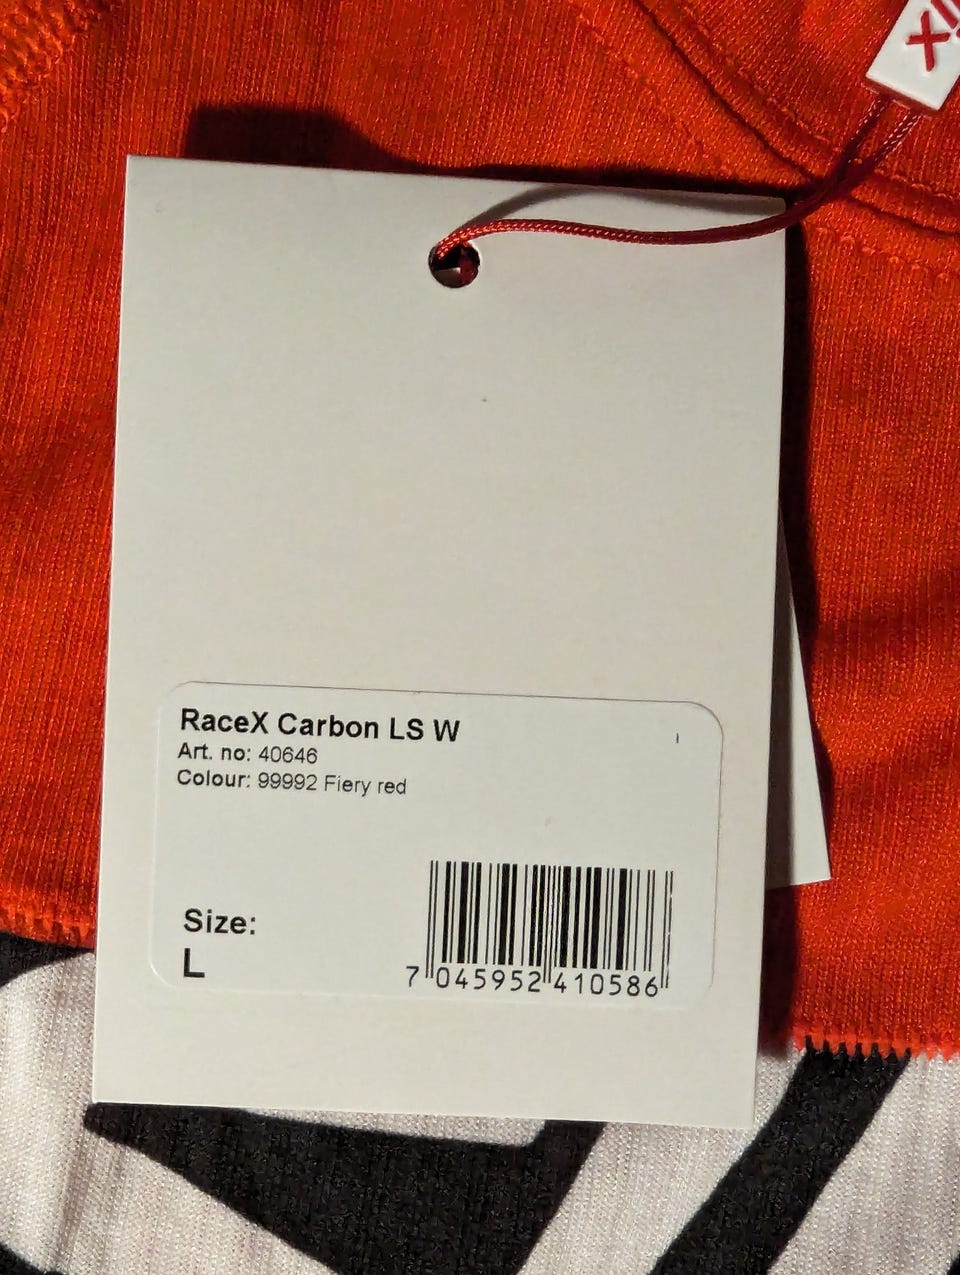 RaceX Carbon LS W
Art. no: 40646
Colour: 99992 Fiery red
Size:
L
7 045952 410586